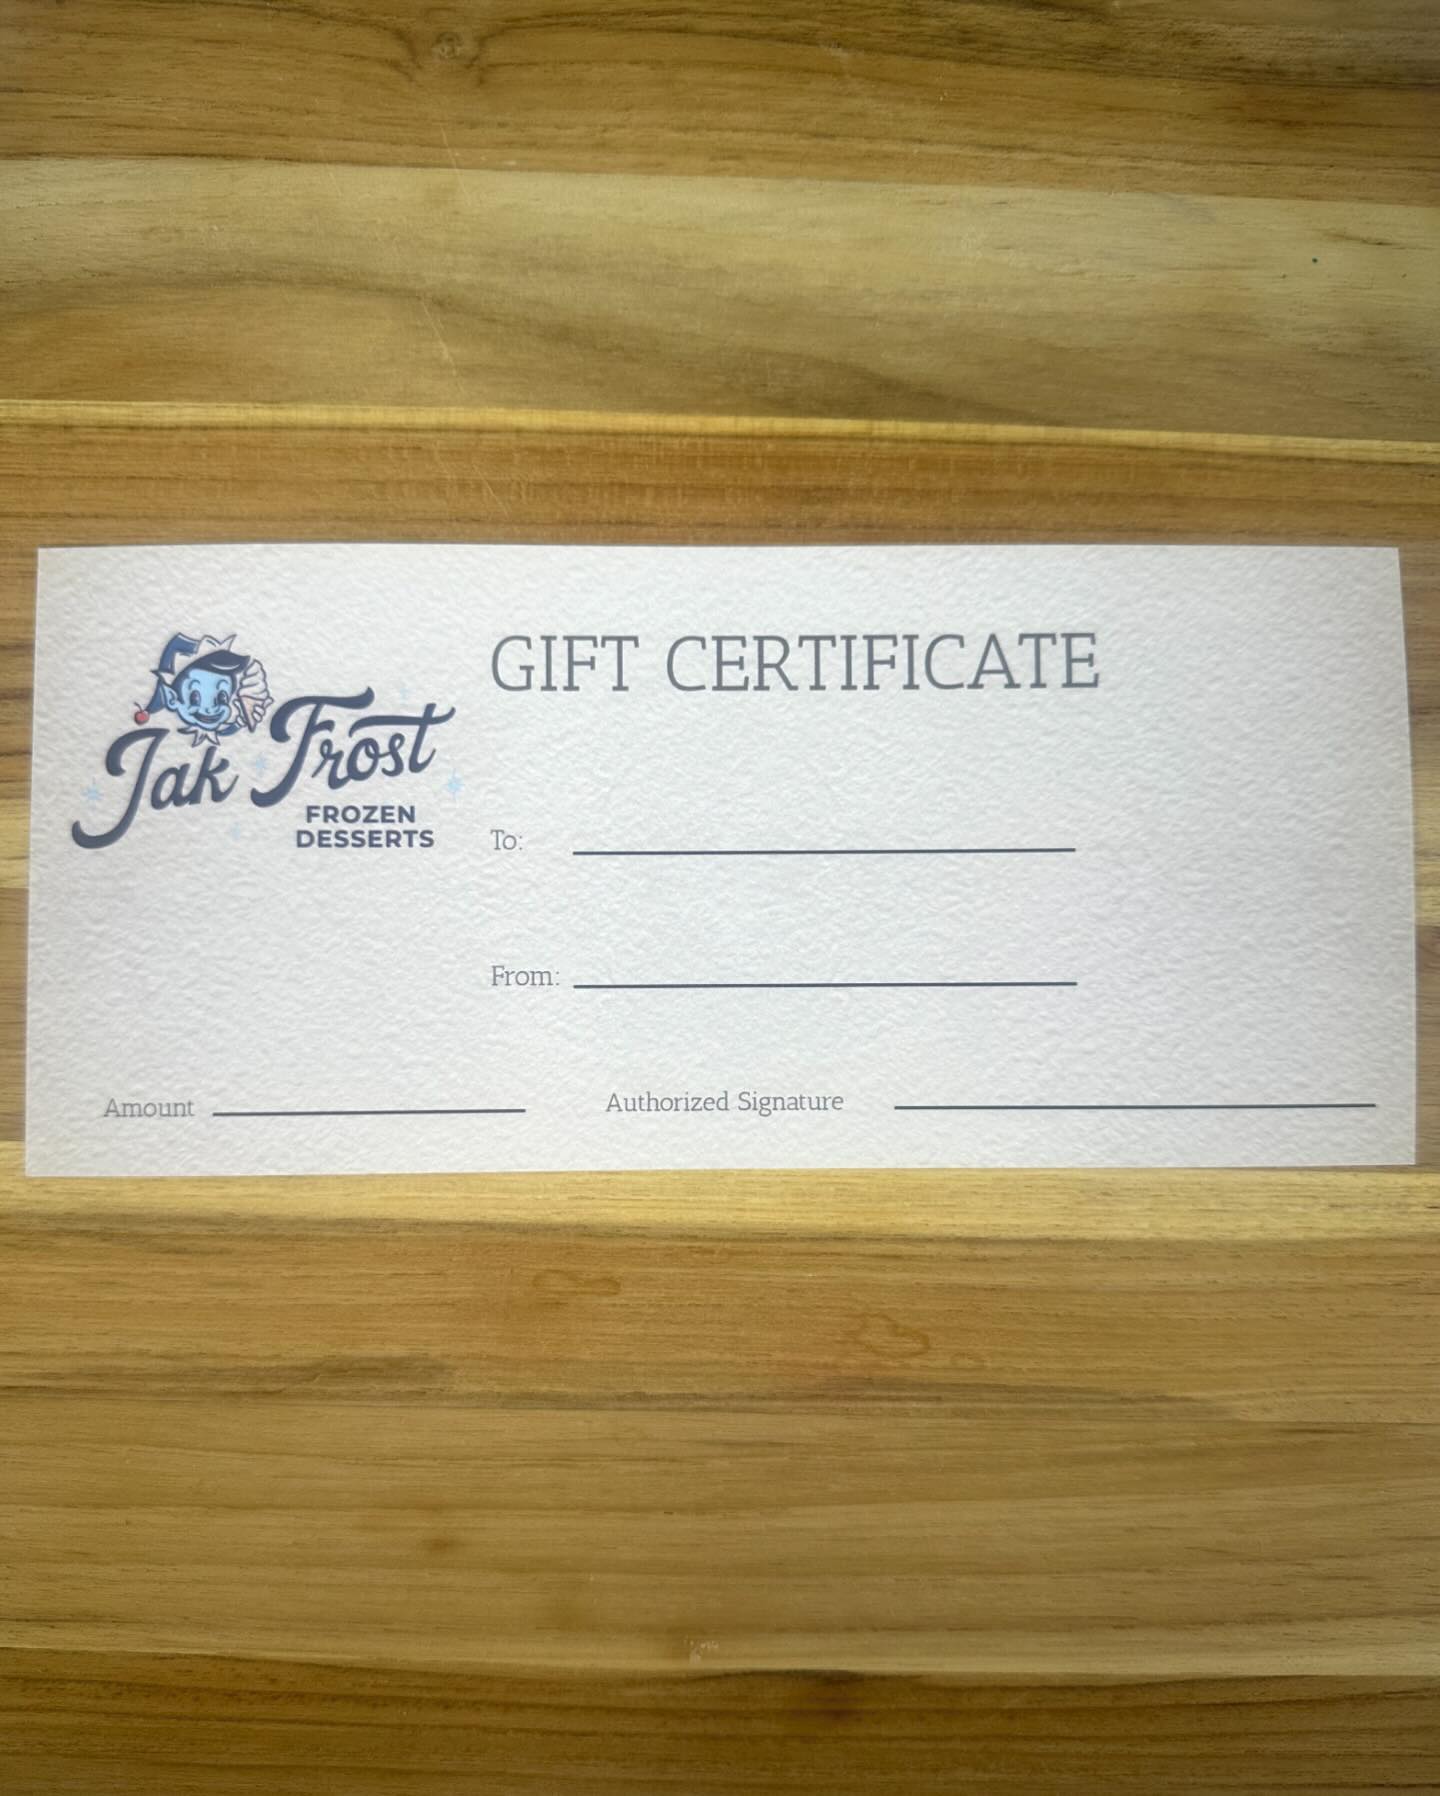 GIFT CERTIFICATE
Jak Frost
FROZEN
DESSERTS
To:
From:
Amount
Authorized Signature